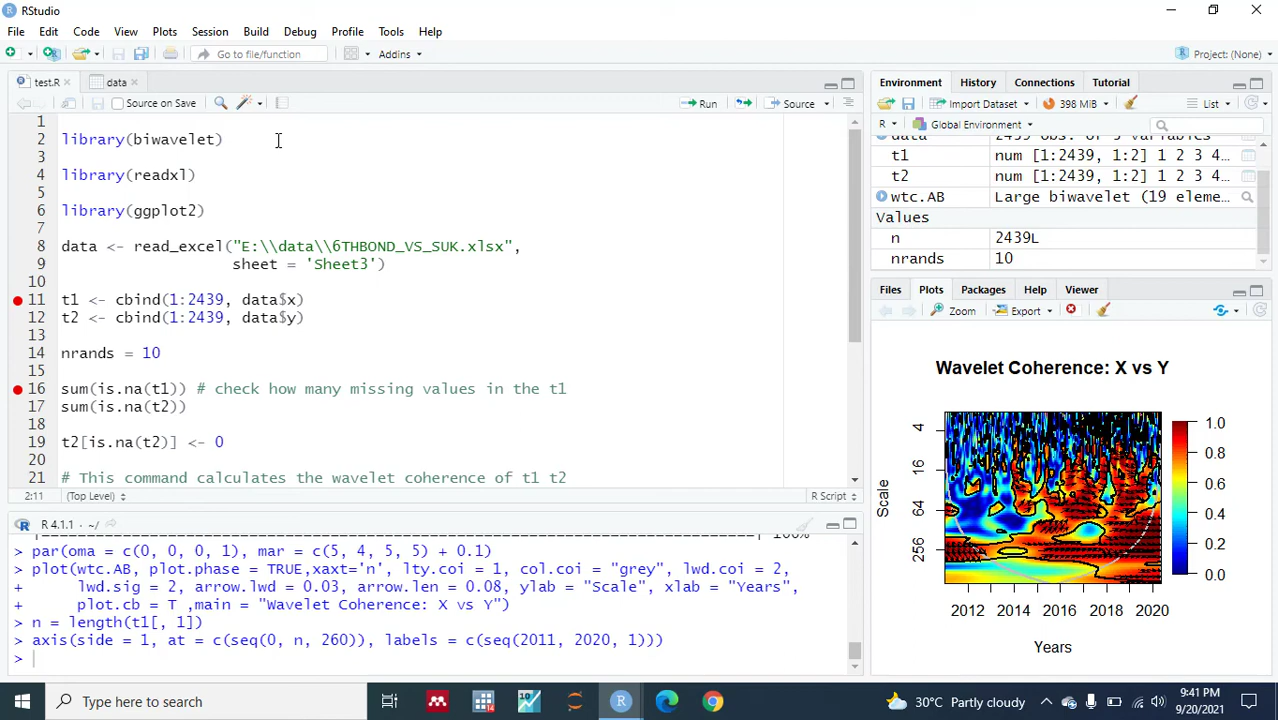 RStudio
File Edit Code View Plots Session Build Debug Profile Tools Help
Go to file/function Addins Project: (None)
test.R data
Source on Save Run Source
1
2 library(biwavelet)
3
4 library(readxl)
5
6 library(ggplot2)
7
8 data <- read_excel("E:\\data\\6THBOND_VS_SUK.xlsx",
9 sheet = 'Sheet3')
10
11 t1 <- cbind(1:2439, data$x)
12 t2 <- cbind(1:2439, data$y)
13
14 nrands = 10
15
16 sum(is.na(t1)) # check how many missing values in the t1
17 sum(is.na(t2))
18
19 t2[is.na(t2)] <- 0
20
21 # This command calculates the wavelet coherence of t1 t2
2:11 (Top Level) R Script
R 4.1.1 · ~/
100%
> par(oma = c(0, 0, 0, 1), mar = c(5, 4, 5, 5) + 0.1)
> plot(wtc.AB, plot.phase = TRUE,xaxt='n', lty.coi = 1, col.coi = "grey", lwd.coi = 2,
+ lwd.sig = 2, arrow.lwd = 0.03, arrow.len = 0.08, ylab = "Scale", xlab = "Years",
+ plot.cb = T ,main = "Wavelet Coherence: X vs Y")
> n = length(t1[, 1])
> axis(side = 1, at = c(seq(0, n, 260)), labels = c(seq(2011, 2020, 1)))
>
Environment History Connections Tutorial
Import Dataset 398 MiB List
R Global Environment
data 2439 obs. of 3 variables
t1 num [1:2439, 1:2] 1 2 3 4…
t2 num [1:2439, 1:2] 1 2 3 4…
wtc.AB Large biwavelet (19 eleme…
Values
n 2439L
nrands 10
Files Plots Packages Help Viewer
Zoom Export
Wavelet Coherence: X vs Y
Scale
4
16
64
256
1.0
0.8
0.6
0.4
0.2
0.0
2012 2014 2016 2018 2020
Years
Type here to search
30°C Partly cloudy
9:41 PM
9/20/2021